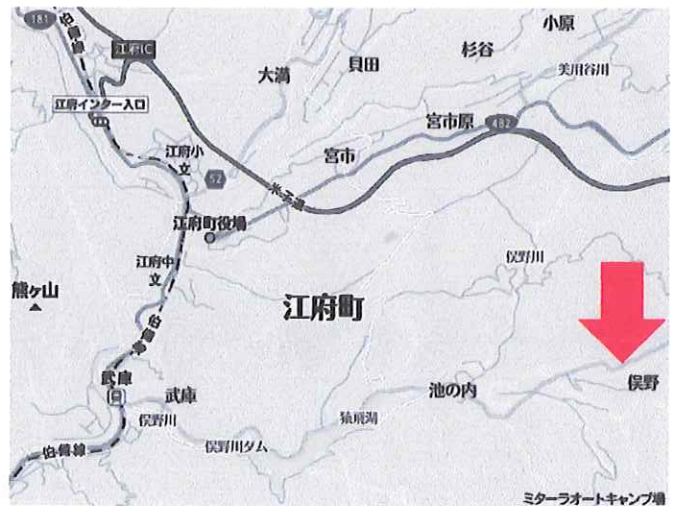 181
江府IC
小原
杉谷
貝田
美用谷川
大満
江府インター入口
伯備線
宮市原
482
宮市
江府小
文
52
米子道
江府町役場
江府中
文
俣野川
熊ヶ山
江府町
伯備線
武庫
武庫
池の内
俣野
俣野川
猿飛湖
俣野川ダム
伯備線
ミターラオートキャンプ場